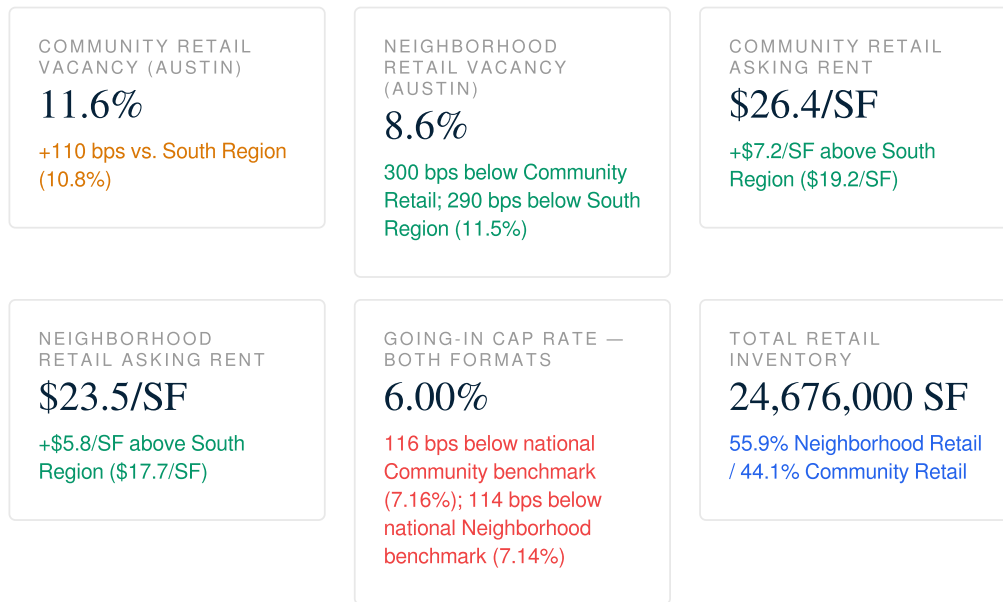 COMMUNITY RETAIL
VACANCY (AUSTIN)
11.6%
+110 bps vs. South Region
(10.8%)
NEIGHBORHOOD
RETAIL VACANCY
(AUSTIN)
8.6%
300 bps below Community
Retail; 290 bps below South
Region (11.5%)
COMMUNITY RETAIL
ASKING RENT
$26.4/SF
+$7.2/SF above South
Region ($19.2/SF)
NEIGHBORHOOD
RETAIL ASKING RENT
$23.5/SF
+$5.8/SF above South
Region ($17.7/SF)
GOING-IN CAP RATE —
BOTH FORMATS
6.00%
116 bps below national
Community benchmark
(7.16%); 114 bps below
national Neighborhood
benchmark (7.14%)
TOTAL RETAIL
INVENTORY
24,676,000 SF
55.9% Neighborhood Retail
/ 44.1% Community Retail